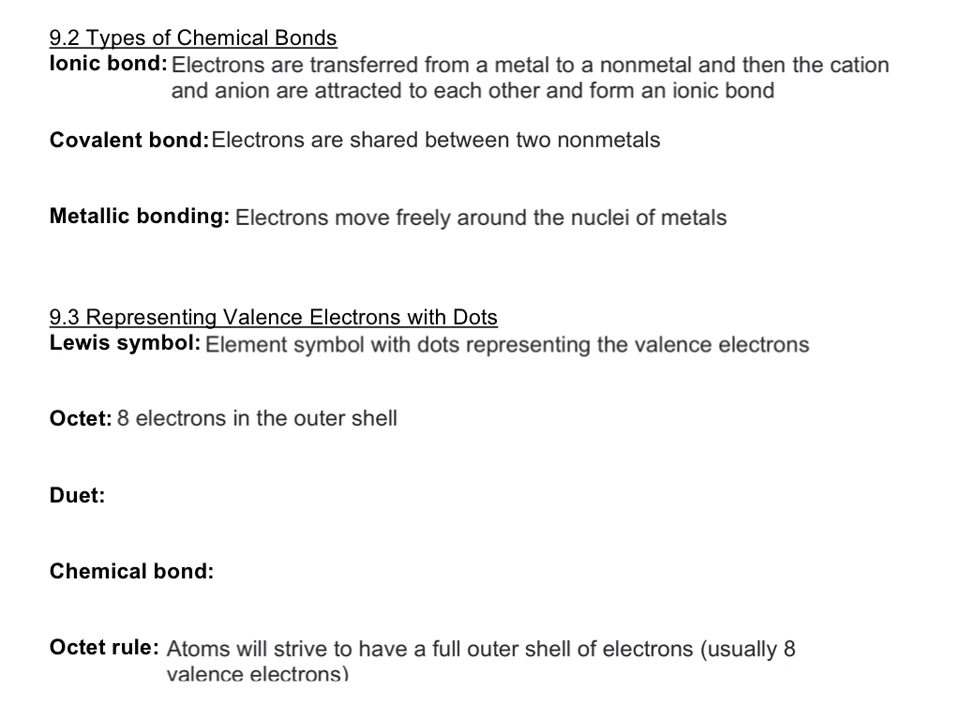 9.2 Types of Chemical Bonds
Ionic bond: Electrons are transferred from a metal to a nonmetal and then the cation
and anion are attracted to each other and form an ionic bond
Covalent bond: Electrons are shared between two nonmetals
Metallic bonding: Electrons move freely around the nuclei of metals
9.3 Representing Valence Electrons with Dots
Lewis symbol: Element symbol with dots representing the valence electrons
Octet: 8 electrons in the outer shell
Duet:
Chemical bond:
Octet rule: Atoms will strive to have a full outer shell of electrons (usually 8
valence electrons)